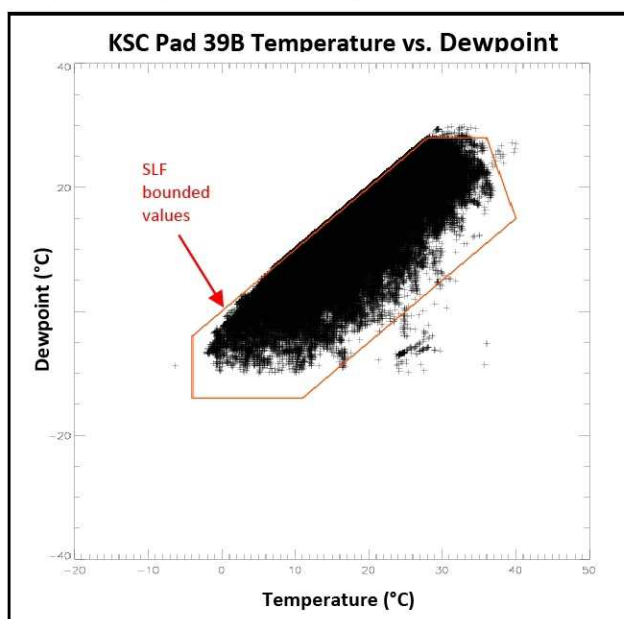 KSC Pad 39B Temperature vs. Dewpoint
40
SLF
bounded
values
20
Dewpoint (°C)
-20
-40
-20
-10
0
10
20
30
40
50
Temperature (°C)